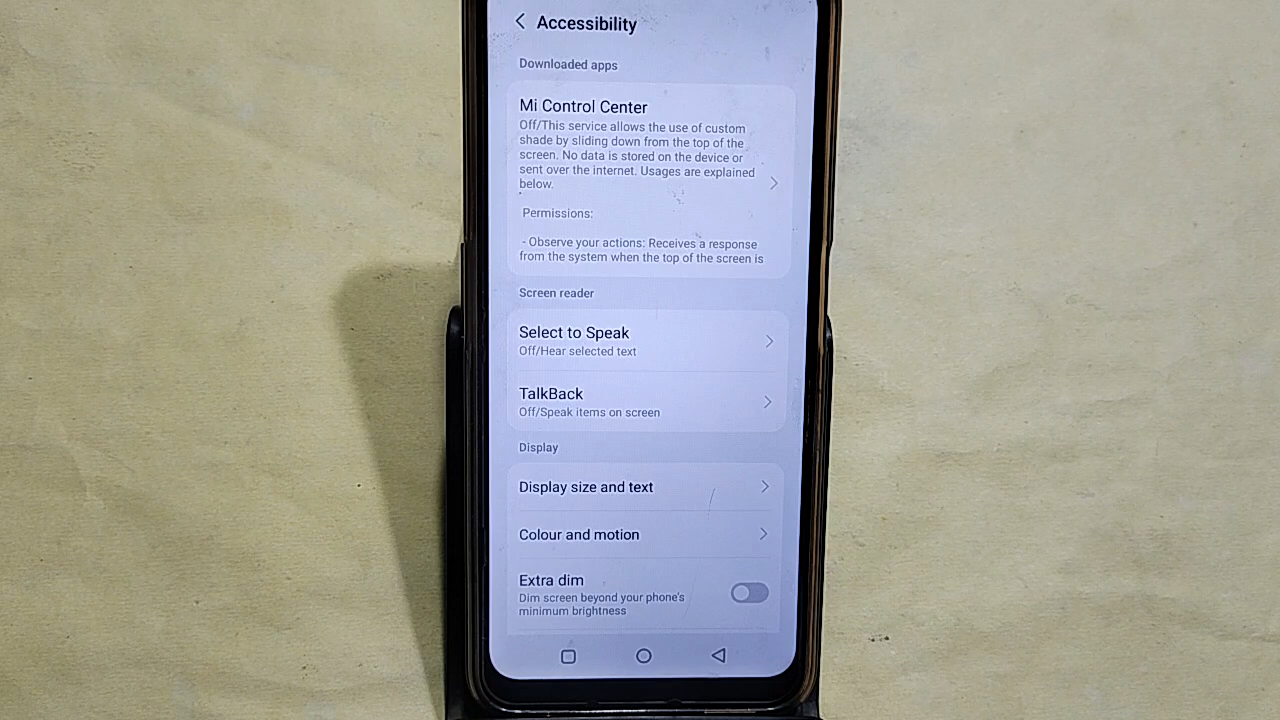 Accessibility
Downloaded apps
Mi Control Center
Off/This service allows the use of custom
shade by sliding down from the top of the
screen. No data is stored on the device or
sent over the internet. Usages are explained
below.
Permissions:
- Observe your actions: Receives a response
from the system when the top of the screen is
Screen reader
Select to Speak
Off/Hear selected text
TalkBack
Off/Speak items on screen
Display
Display size and text
Colour and motion
Extra dim
Dim screen beyond your phone's
minimum brightness